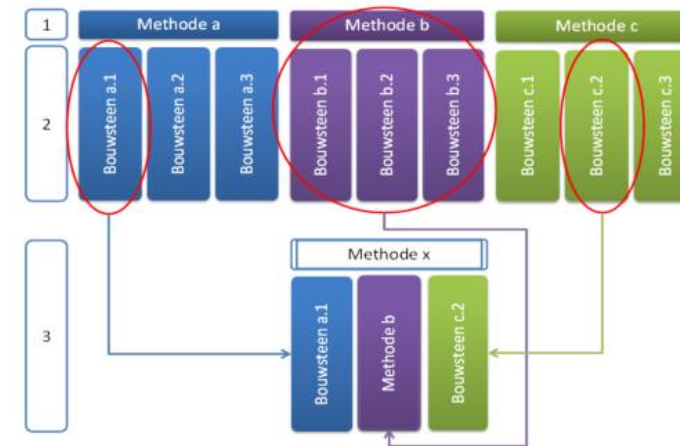 1
Methode a
Methode b
Methode c
2
Bouwsteen a.1
Bouwsteen a.2
Bouwsteen a.3
Bouwsteen b.1
Bouwsteen b.2
Bouwsteen b.3
Bouwsteen c.1
Bouwsteen c.2
Bouwsteen c.3
3
Methode x
Bouwsteen a.1
Methode b
Bouwsteen c.2